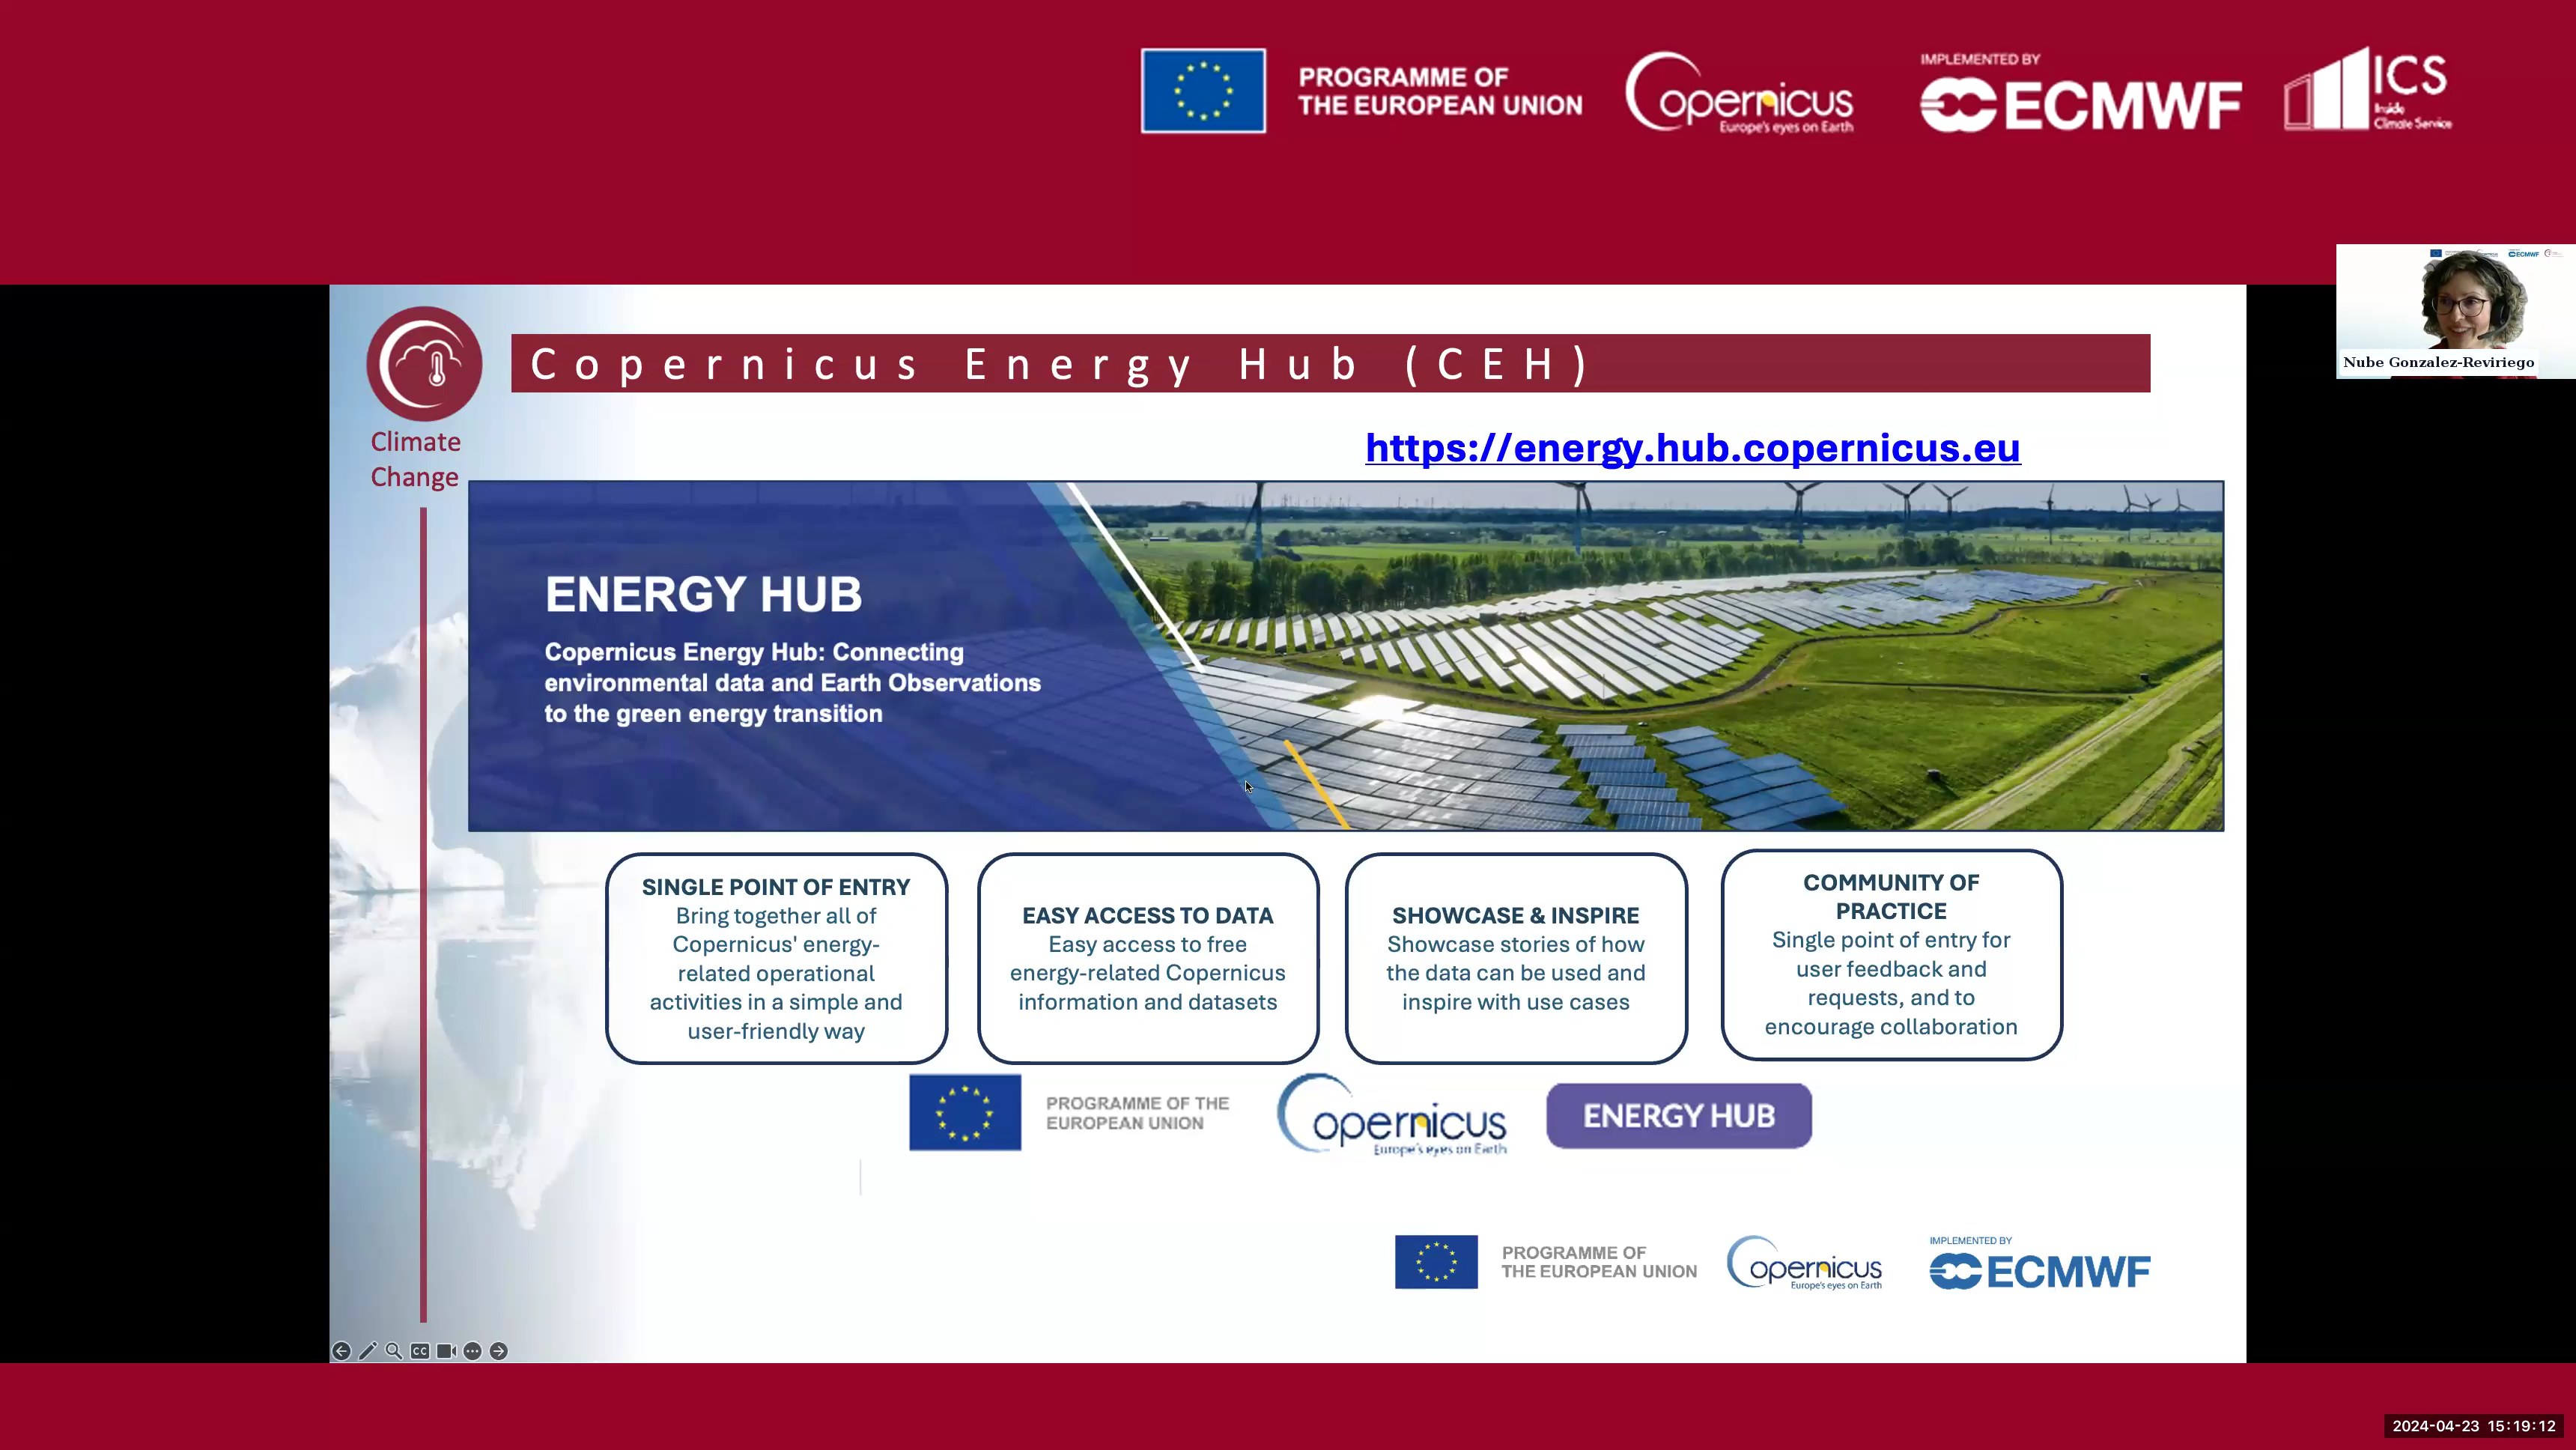 PROGRAMME OF
THE EUROPEAN UNION
Copernicus
Europe's eyes on Earth
IMPLEMENTED BY
ECMWF
ICS
Inside
Climate Service
Nube Gonzalez-Reviriego
Copernicus Energy Hub (CEH)
Climate
Change
https://energy.hub.copernicus.eu
ENERGY HUB
Copernicus Energy Hub: Connecting
environmental data and Earth Observations
to the green energy transition
SINGLE POINT OF ENTRY
Bring together all of
Copernicus' energy-
related operational
activities in a simple and
user-friendly way
EASY ACCESS TO DATA
Easy access to free
energy-related Copernicus
information and datasets
SHOWCASE & INSPIRE
Showcase stories of how
the data can be used and
inspire with use cases
COMMUNITY OF
PRACTICE
Single point of entry for
user feedback and
requests, and to
encourage collaboration
PROGRAMME OF THE
EUROPEAN UNION
Copernicus
Europe's eyes on Earth
ENERGY HUB
PROGRAMME OF
THE EUROPEAN UNION
Copernicus
Europe's eyes on Earth
IMPLEMENTED BY
ECMWF
CC
2024-04-23 15:19:12